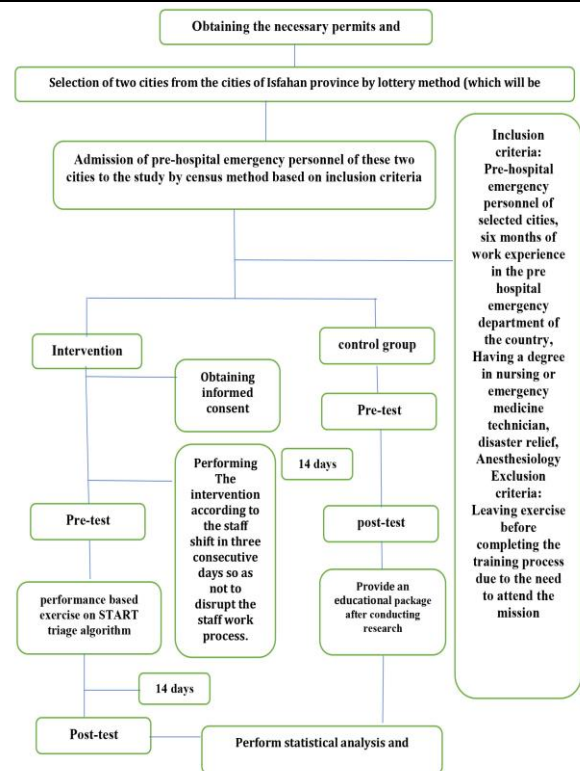 Obtaining the necessary permits and
Selection of two cities from the cities of Isfahan province by lottery method (which will be
Admission of pre-hospital emergency personnel of these two
cities to the study by census method based on inclusion criteria
Inclusion
criteria:
Pre-hospital
emergency
personnel of
selected cities,
six months of
work experience
in the pre
hospital
emergency
department of
the country,
Having a degree
in nursing or
emergency
medicine
technician,
disaster relief,
Anesthesiology
Exclusion
criteria:
Leaving exercise
before
completing the
training process
due to the need
to attend the
mission
Intervention
control group
Obtaining
informed
consent
Pre-test
Performing
The
intervention
according to
the staff
shift in three
consecutive
days so as
not to
disrupt the
staff work
process.
14 days
Pre-test
post-test
performance based
exercise on START
triage algorithm
Provide an
educational package
after conducting
research
14 days
Post-test
Perform statistical analysis and